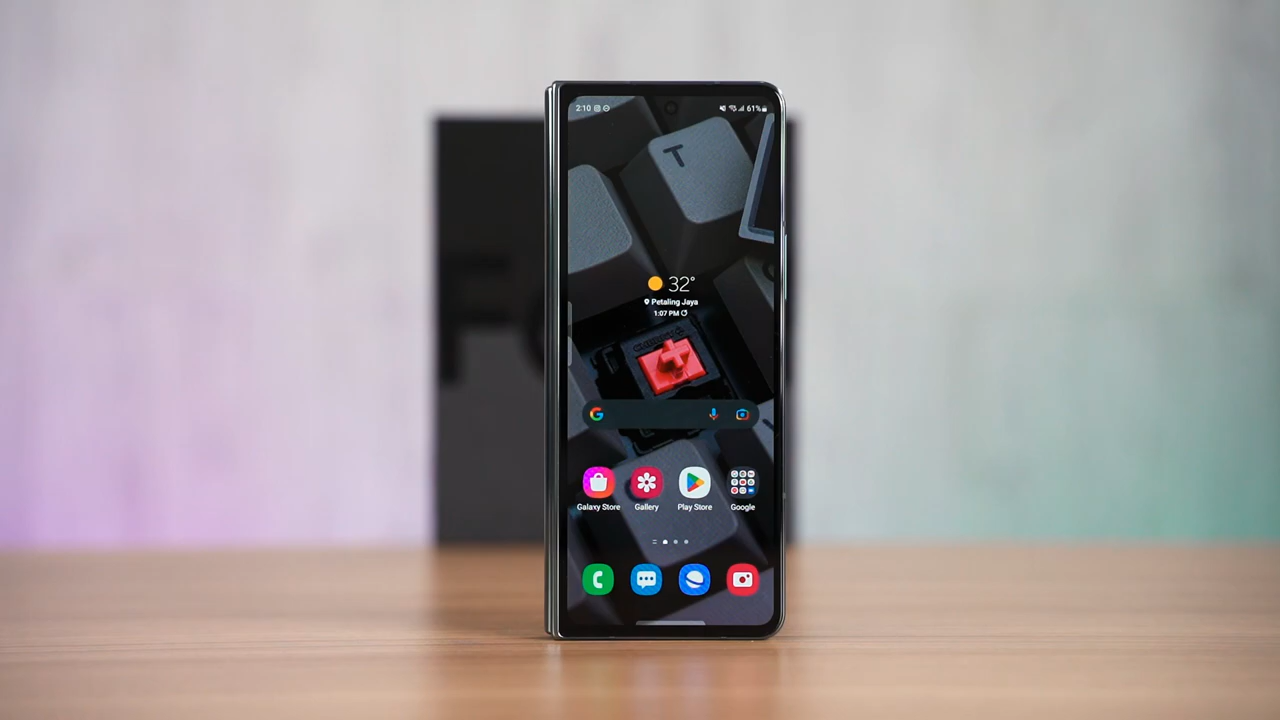 2:10
61%
T
32°
Petaling Jaya
1:07 PM
G
Galaxy Store
Gallery
Play Store
Google